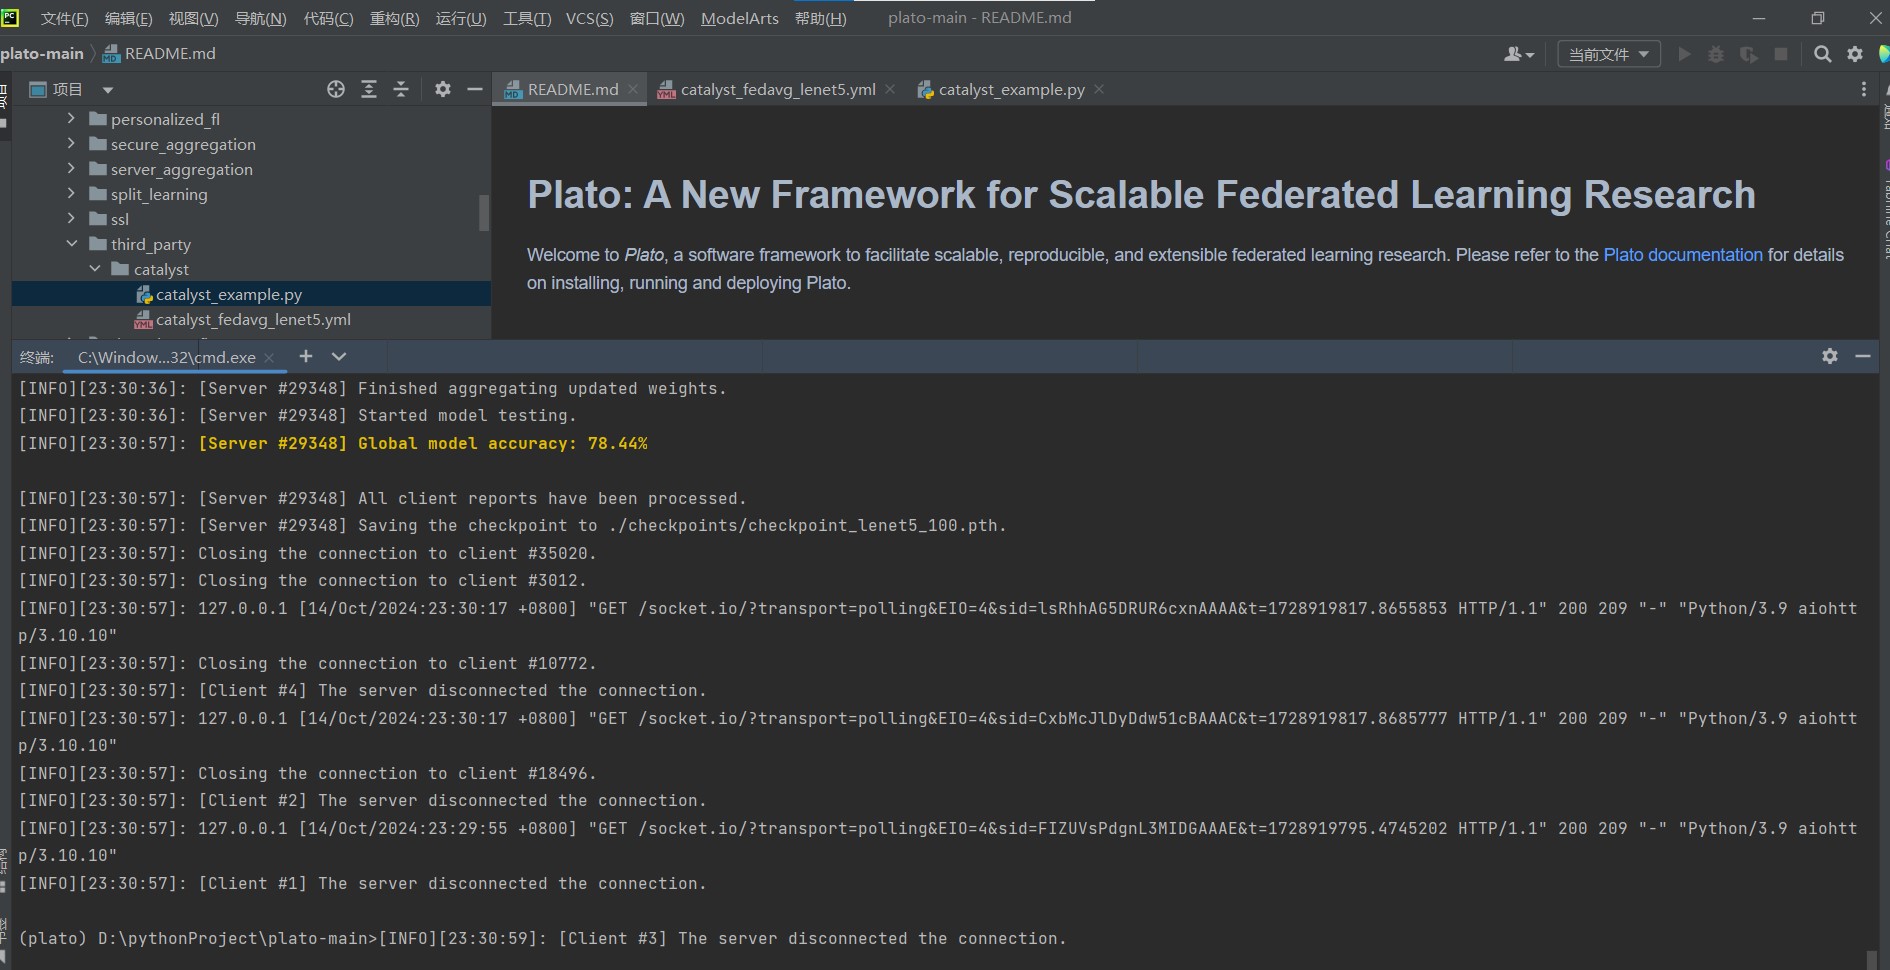 文件(F) 编辑(E) 视图(V) 导航(N) 代码(C) 重构(R) 运行(U) 工具(T) VCS(S) 窗口(W) ModelArts 帮助(H) plato-main - README.md
plato-main README.md 当前文件
项目
README.md catalyst_fedavg_lenet5.yml catalyst_example.py
personalized_fl
secure_aggregation
server_aggregation
split_learning
ssl
third_party
catalyst
catalyst_example.py
catalyst_fedavg_lenet5.yml
Plato: A New Framework for Scalable Federated Learning Research
Welcome to Plato, a software framework to facilitate scalable, reproducible, and extensible federated learning research. Please refer to the Plato documentation for details
on installing, running and deploying Plato.
终端: C:\Window...32\cmd.exe
[INFO][23:30:36]: [Server #29348] Finished aggregating updated weights.
[INFO][23:30:36]: [Server #29348] Started model testing.
[INFO][23:30:57]: [Server #29348] Global model accuracy: 78.44%
[INFO][23:30:57]: [Server #29348] All client reports have been processed.
[INFO][23:30:57]: [Server #29348] Saving the checkpoint to ./checkpoints/checkpoint_lenet5_100.pth.
[INFO][23:30:57]: Closing the connection to client #35020.
[INFO][23:30:57]: Closing the connection to client #3012.
[INFO][23:30:57]: 127.0.0.1 [14/Oct/2024:23:30:17 +0800] "GET /socket.io/?transport=polling&EIO=4&sid=lsRhhAG5DRUR6cxnAAAA&t=1728919817.8655853 HTTP/1.1" 200 209 "-" "Python/3.9 aiohtt
p/3.10.10"
[INFO][23:30:57]: Closing the connection to client #10772.
[INFO][23:30:57]: [Client #4] The server disconnected the connection.
[INFO][23:30:57]: 127.0.0.1 [14/Oct/2024:23:30:17 +0800] "GET /socket.io/?transport=polling&EIO=4&sid=CxbMcJlDyDdw51cBAAAC&t=1728919817.8685777 HTTP/1.1" 200 209 "-" "Python/3.9 aiohtt
p/3.10.10"
[INFO][23:30:57]: Closing the connection to client #18496.
[INFO][23:30:57]: [Client #2] The server disconnected the connection.
[INFO][23:30:57]: 127.0.0.1 [14/Oct/2024:23:29:55 +0800] "GET /socket.io/?transport=polling&EIO=4&sid=FIZUVsPdgnL3MIDGAAAE&t=1728919795.4745202 HTTP/1.1" 200 209 "-" "Python/3.9 aiohtt
p/3.10.10"
[INFO][23:30:57]: [Client #1] The server disconnected the connection.
(plato) D:\pythonProject\plato-main>[INFO][23:30:59]: [Client #3] The server disconnected the connection.